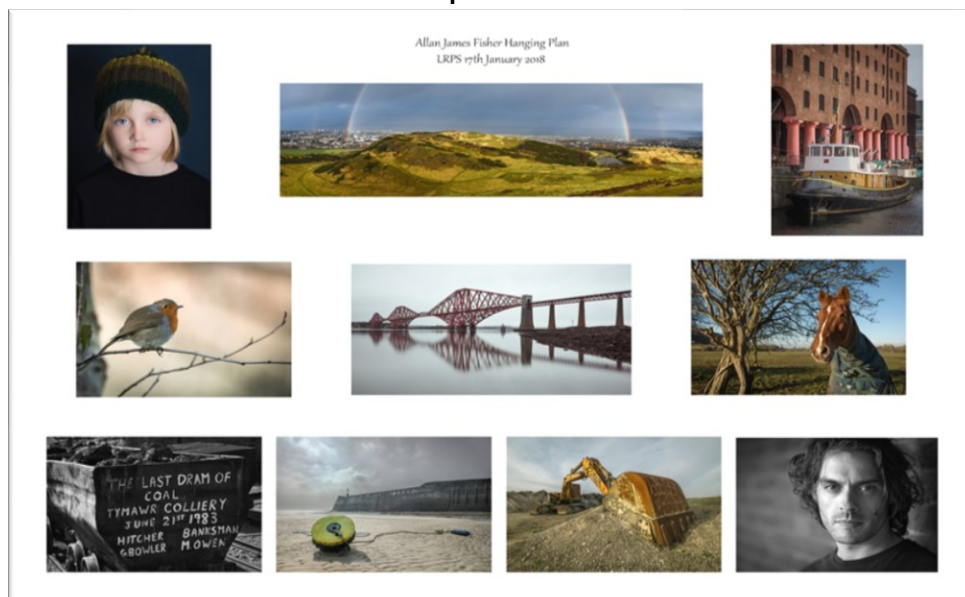 Allan James Fisher Hanging Plan
LRPS 17th January 2018
THE LAST DRAM OF
COAL
TYMAWR COLLIERY
JUNE 21ST 1983
HITCHER BANKSMAN
G BOWLER M OWEN